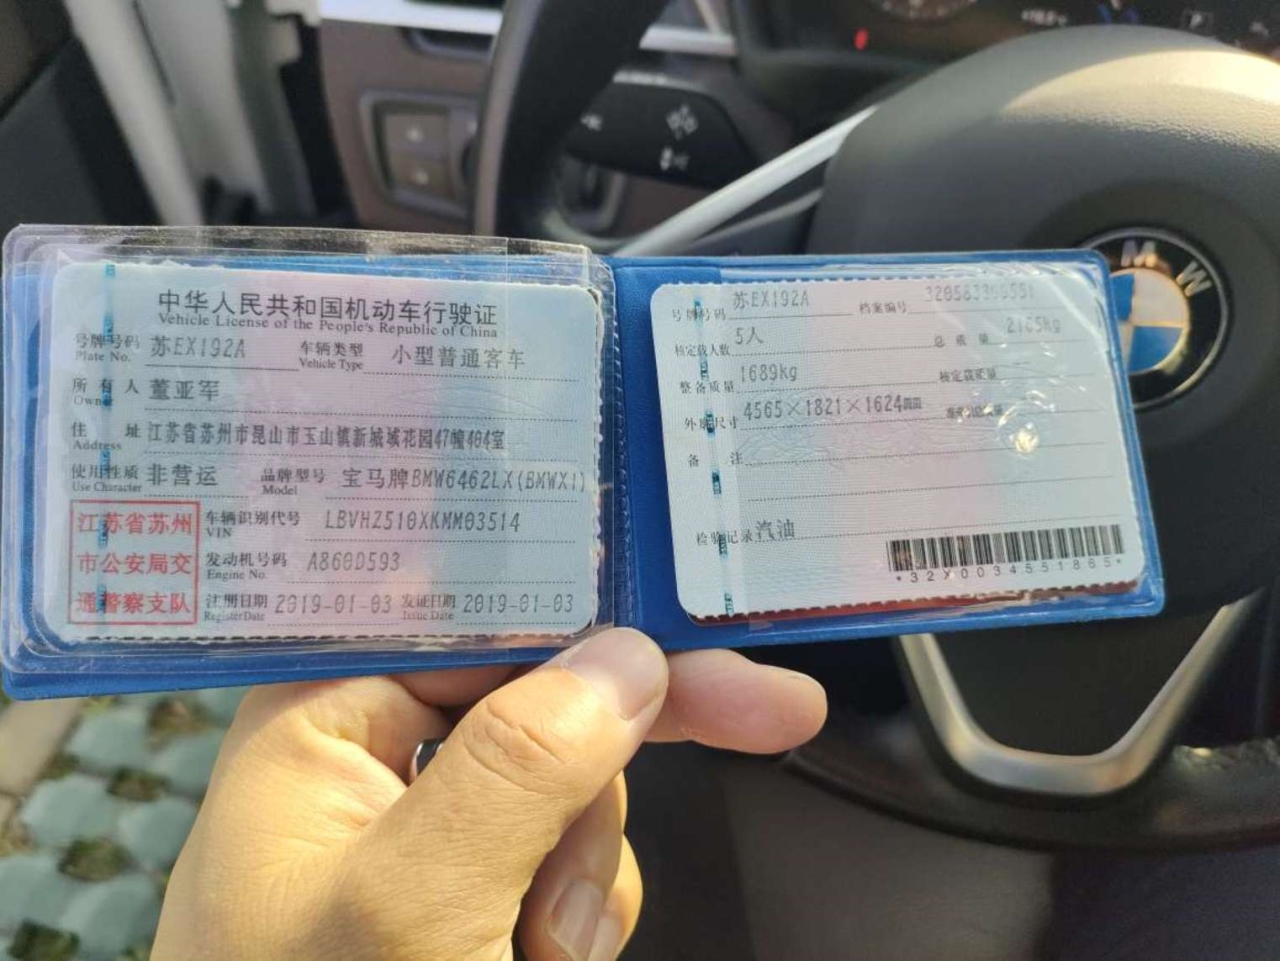 中华人民共和国机动车行驶证
Vehicle License of the People's Republic of China
号牌号码 苏EX192A 车辆类型 小型普通客车
Plate No. Vehicle Type
所有人 董亚军
Owner
住址 江苏省苏州市昆山市玉山镇新城域花园47幢404室
Address
使用性质 非营运 品牌型号 宝马牌BMW6462LX(BMWX1)
Use Character Model
江苏省苏州
市公安局交
通警察支队
车辆识别代号 LBVHZ510XKMM03514
VIN
发动机号码 A860D593
Engine No.
注册日期 2019-01-03 发证日期 2019-01-03
Register Date Issue Date
号牌号码 苏EX192A 档案编号
核定载人数 5人 总质量 2165kg
整备质量 1689kg 核定载质量
外廓尺寸 4565×1821×1624
备注
检验记录 汽油
*32X0034551865*
BMW